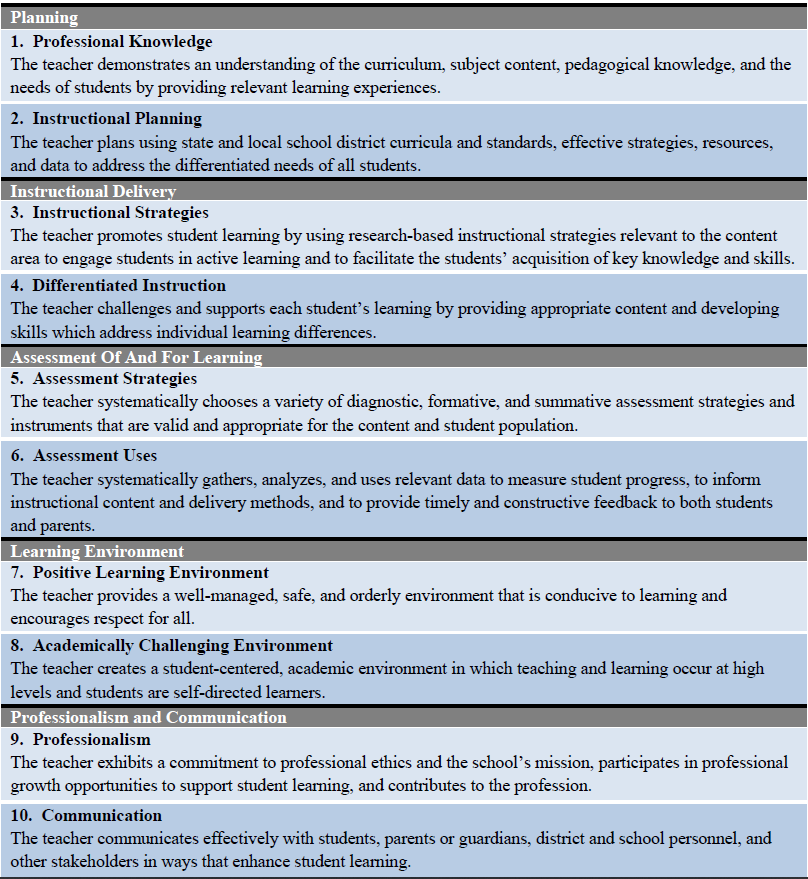 Planning
1. Professional Knowledge
The teacher demonstrates an understanding of the curriculum, subject content, pedagogical knowledge, and the
needs of students by providing relevant learning experiences.
2. Instructional Planning
The teacher plans using state and local school district curricula and standards, effective strategies, resources,
and data to address the differentiated needs of all students.
Instructional Delivery
3. Instructional Strategies
The teacher promotes student learning by using research-based instructional strategies relevant to the content
area to engage students in active learning and to facilitate the students' acquisition of key knowledge and skills.
4. Differentiated Instruction
The teacher challenges and supports each student's learning by providing appropriate content and developing
skills which address individual learning differences.
Assessment Of And For Learning
5. Assessment Strategies
The teacher systematically chooses a variety of diagnostic, formative, and summative assessment strategies and
instruments that are valid and appropriate for the content and student population.
6. Assessment Uses
The teacher systematically gathers, analyzes, and uses relevant data to measure student progress, to inform
instructional content and delivery methods, and to provide timely and constructive feedback to both students
and parents.
Learning Environment
7. Positive Learning Environment
The teacher provides a well-managed, safe, and orderly environment that is conducive to learning and
encourages respect for all.
8. Academically Challenging Environment
The teacher creates a student-centered, academic environment in which teaching and learning occur at high
levels and students are self-directed learners.
Professionalism and Communication
9. Professionalism
The teacher exhibits a commitment to professional ethics and the school's mission, participates in professional
growth opportunities to support student learning, and contributes to the profession.
10. Communication
The teacher communicates effectively with students, parents or guardians, district and school personnel, and
other stakeholders in ways that enhance student learning.